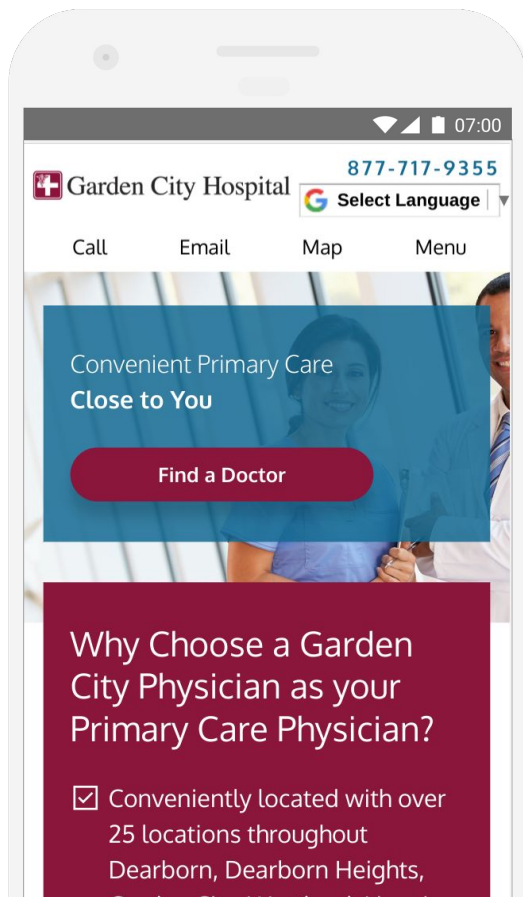 07:00
877-717-9355
Garden City Hospital
Select Language
Call Email Map Menu
Convenient Primary Care
Close to You
Find a Doctor
Why Choose a Garden
City Physician as your
Primary Care Physician?
Conveniently located with over
25 locations throughout
Dearborn, Dearborn Heights,